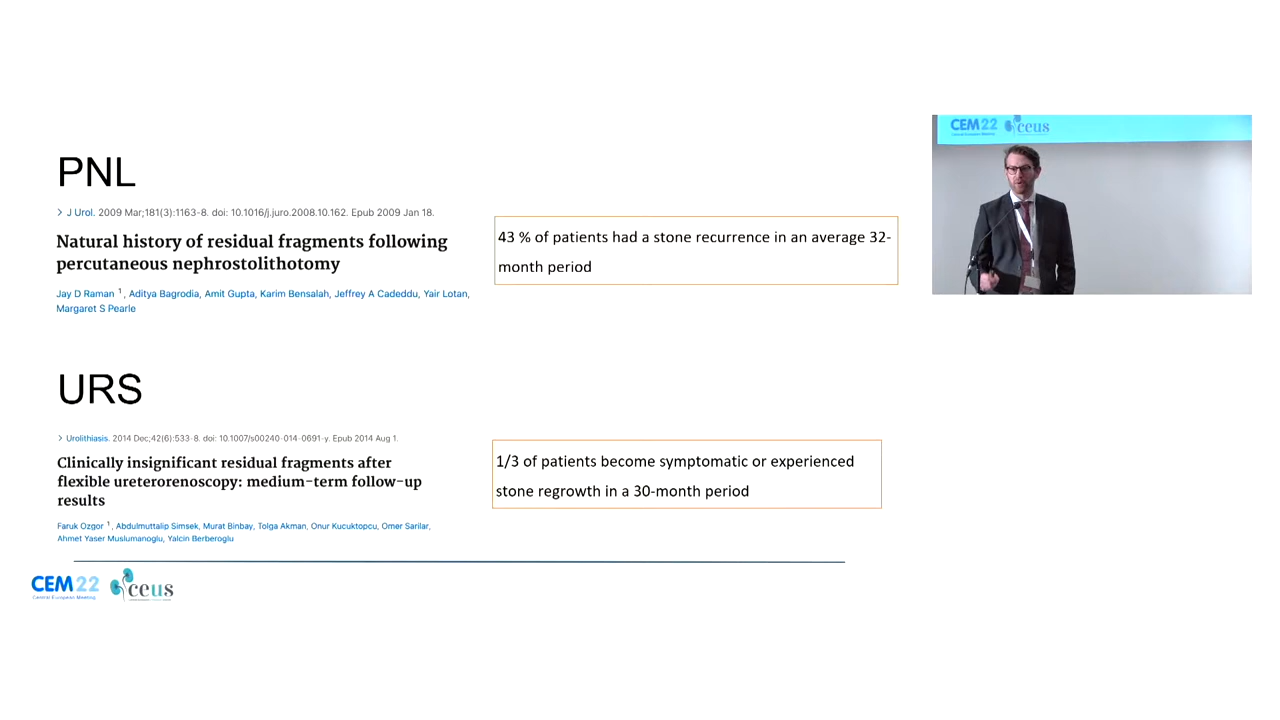 PNL
> J Urol. 2009 Mar;181(3):1163-8. doi: 10.1016/j.juro.2008.10.162. Epub 2009 Jan 18.
Natural history of residual fragments following
percutaneous nephrostolithotomy
Jay D Raman 1, Aditya Bagrodia, Amit Gupta, Karim Bensalah, Jeffrey A Cadeddu, Yair Lotan,
Margaret S Pearle
43 % of patients had a stone recurrence in an average 32-
month period
CEM22 ceus
URS
> Urolithiasis. 2014 Dec;42(6):533-8. doi: 10.1007/s00240-014-0691-y. Epub 2014 Aug 1.
Clinically insignificant residual fragments after
flexible ureterorenoscopy: medium-term follow-up
results
Faruk Ozgor 1, Abdulmuttalip Simsek, Murat Binbay, Tolga Akman, Onur Kucuktopcu, Omer Sarilar,
Ahmet Yaser Muslumanoglu, Yalcin Berberoglu
1/3 of patients become symptomatic or experienced
stone regrowth in a 30-month period
CEM22 ceus
Central European Meeting